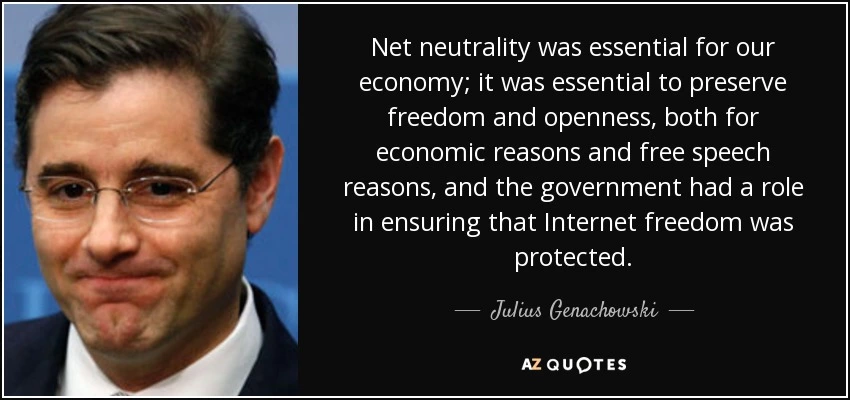 Net neutrality was essential for our
economy; it was essential to preserve
freedom and openness, both for
economic reasons and free speech
reasons, and the government had a role
in ensuring that Internet freedom was
protected.
Julius Genachowski
AZ QUOTES